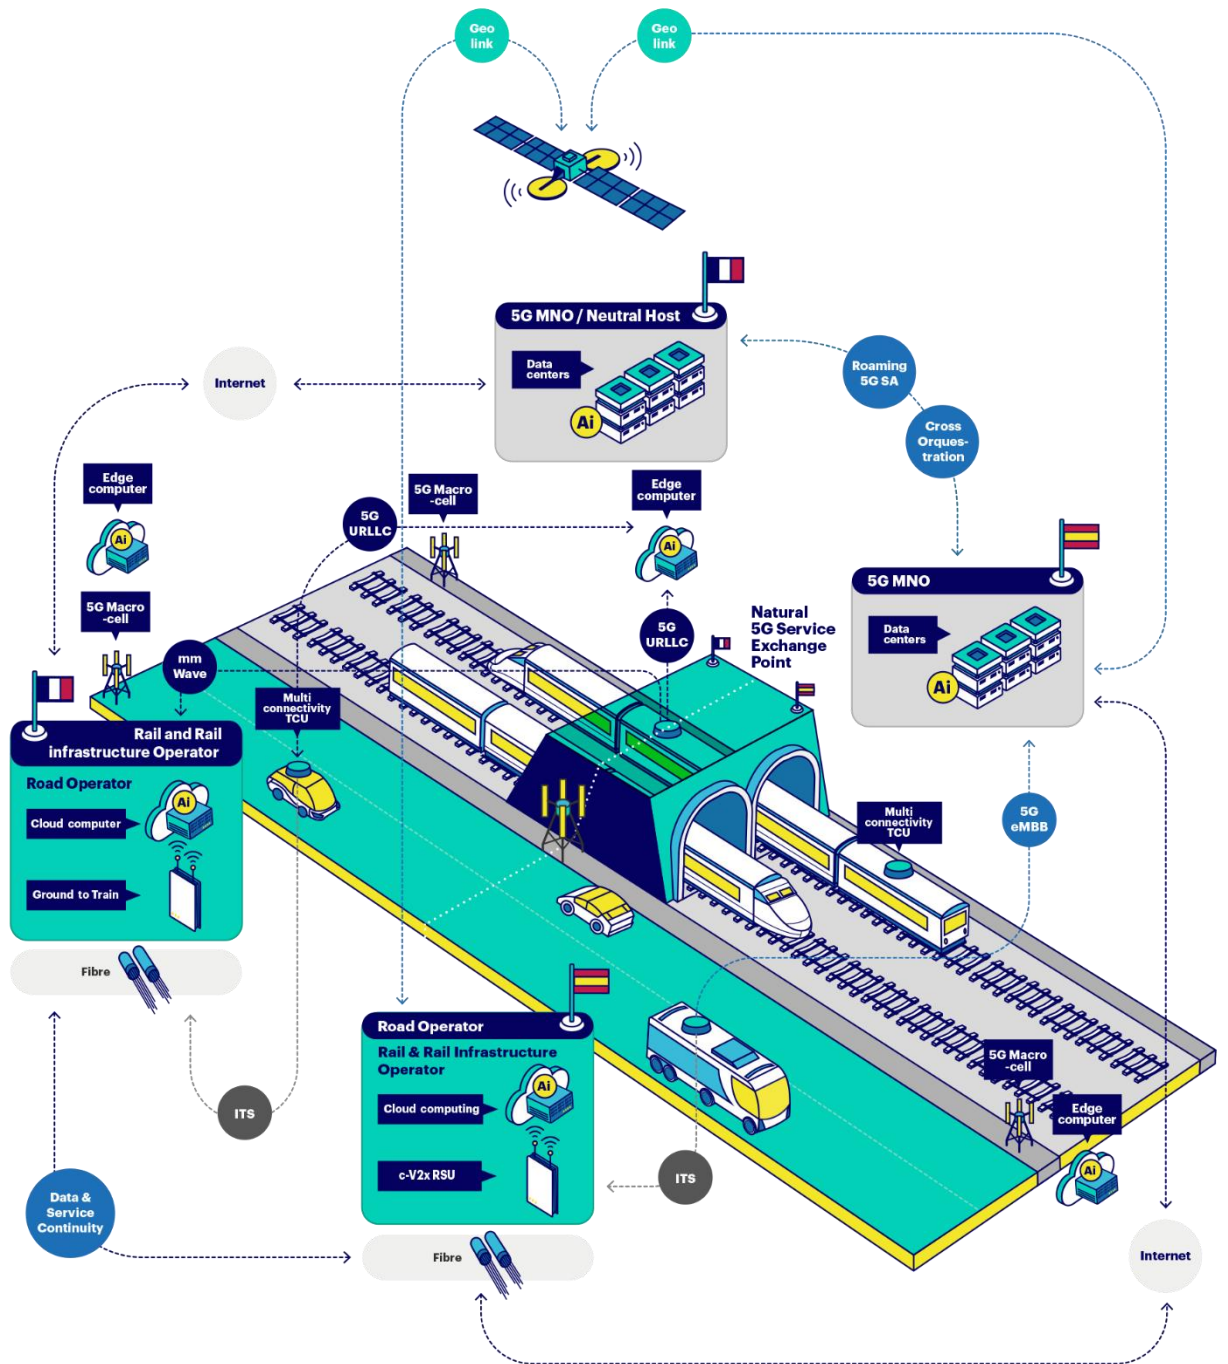 Geo
link
Geo
link
5G MNO / Neutral Host
Data
centers
Ai
Internet
Roaming
5G SA
Cross
Orques-
tration
Edge
computer
Ai
5G Macro
-cell
5G
URLLC
5G Macro
-cell
Edge
computer
Ai
5G MNO
Data
centers
Ai
mm
Wave
5G
URLLC
Natural
5G Service
Exchange
Point
Multi
connectivity
TCU
Rail and Rail
infrastructure Operator
Road Operator
Cloud computer
Ai
Ground to Train
Fibre
Multi
connectivity
TCU
5G
eMBB
Road Operator
Rail & Rail Infrastructure
Operator
Cloud computing
Ai
c-V2x RSU
Fibre
ITS
ITS
5G Macro
-cell
Edge
computer
Ai
Data &
Service
Continuity
Internet